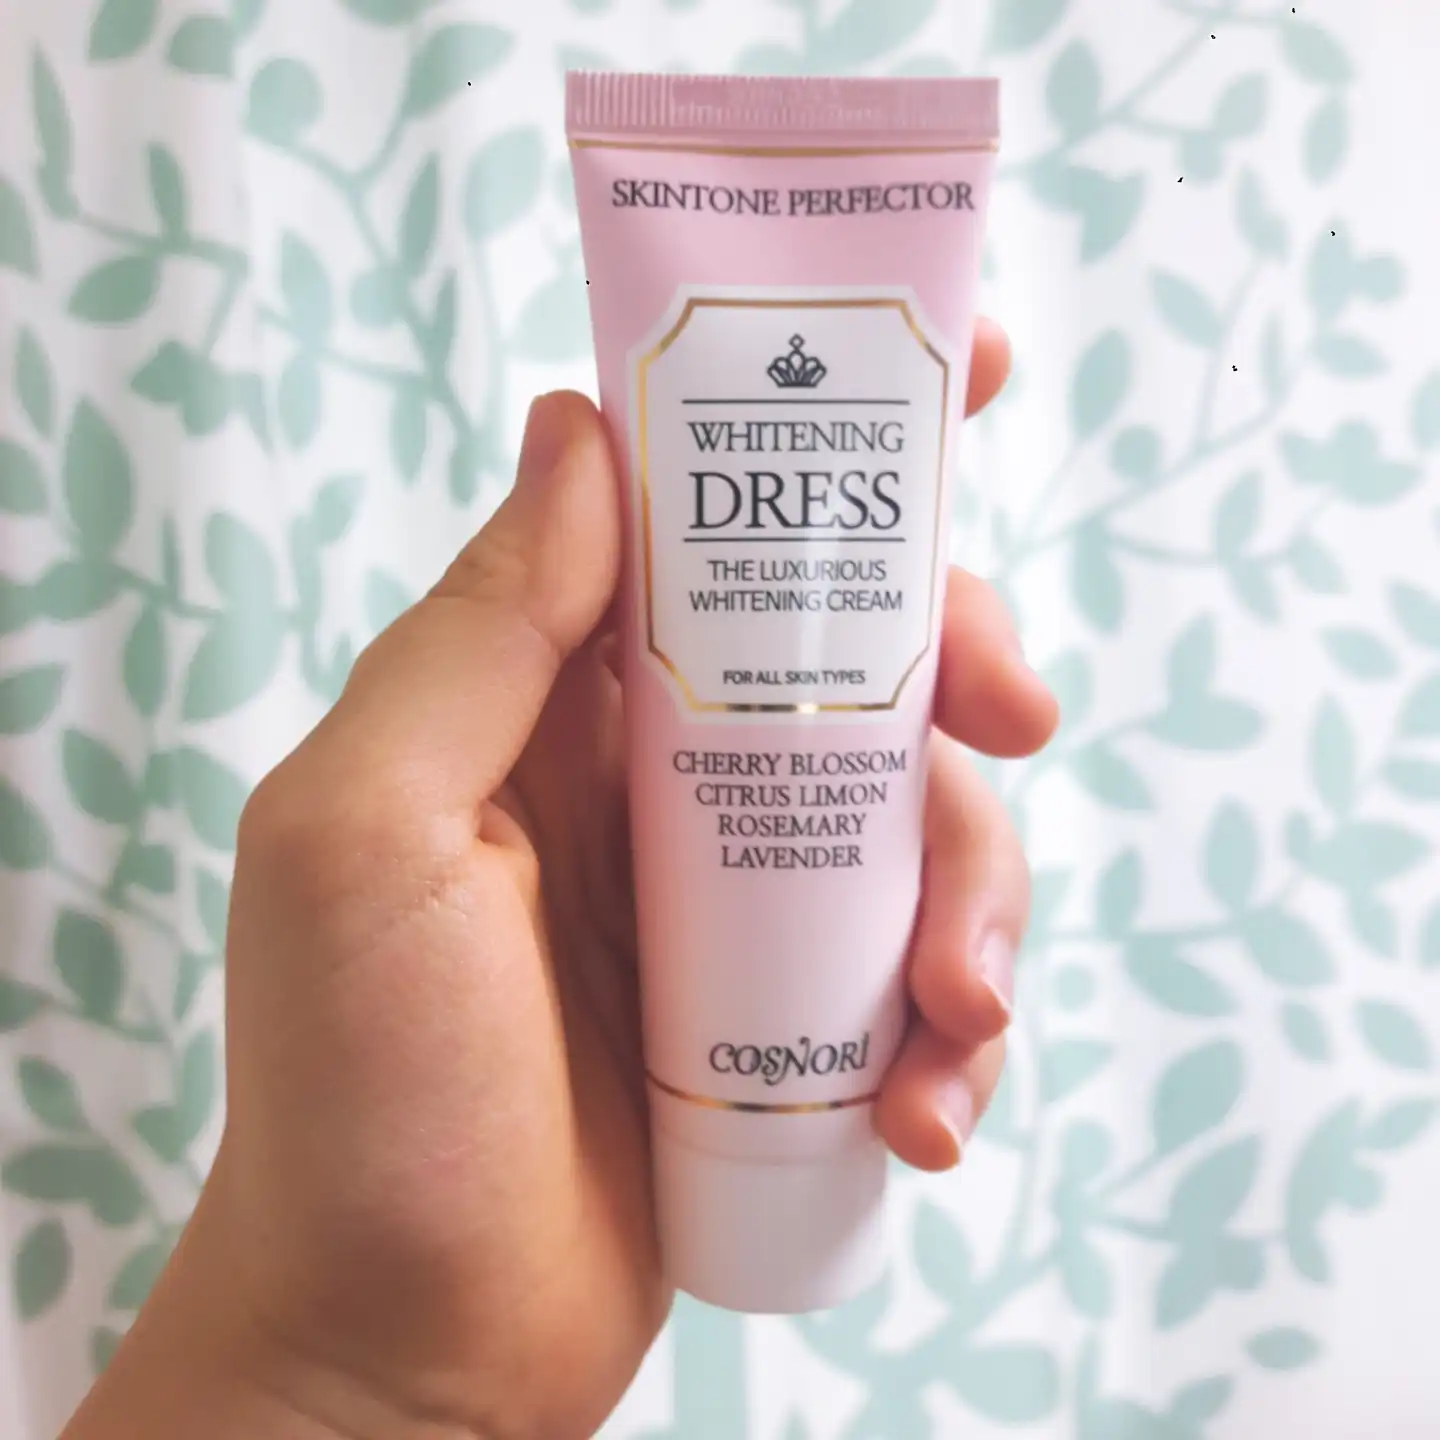 SKINTONE PERFECTOR
WHITENING
DRESS
THE LUXURIOUS
WHITENING CREAM
FOR ALL SKIN TYPES
CHERRY BLOSSOM
CITRUS LIMON
ROSEMARY
LAVENDER
COSNORI